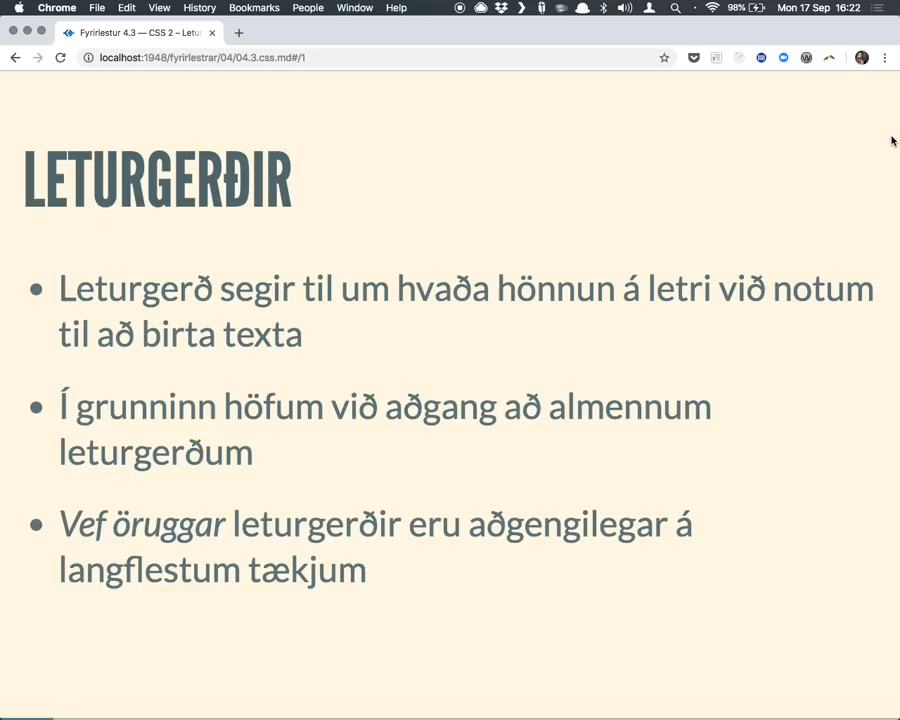 Chrome File Edit View History Bookmarks People Window Help 98% Mon 17 Sep 16:22
Fyrirlestur 4.3 — CSS 2 – Letur
localhost:1948/fyrirlestrar/04/04.3.css.md#/1
LETURGERÐIR
• Leturgerð segir til um hvaða hönnun á letri við notum
til að birta texta
• Í grunninn höfum við aðgang að almennum
leturgerðum
• Vef öruggar leturgerðir eru aðgengilegar á
langflestum tækjum